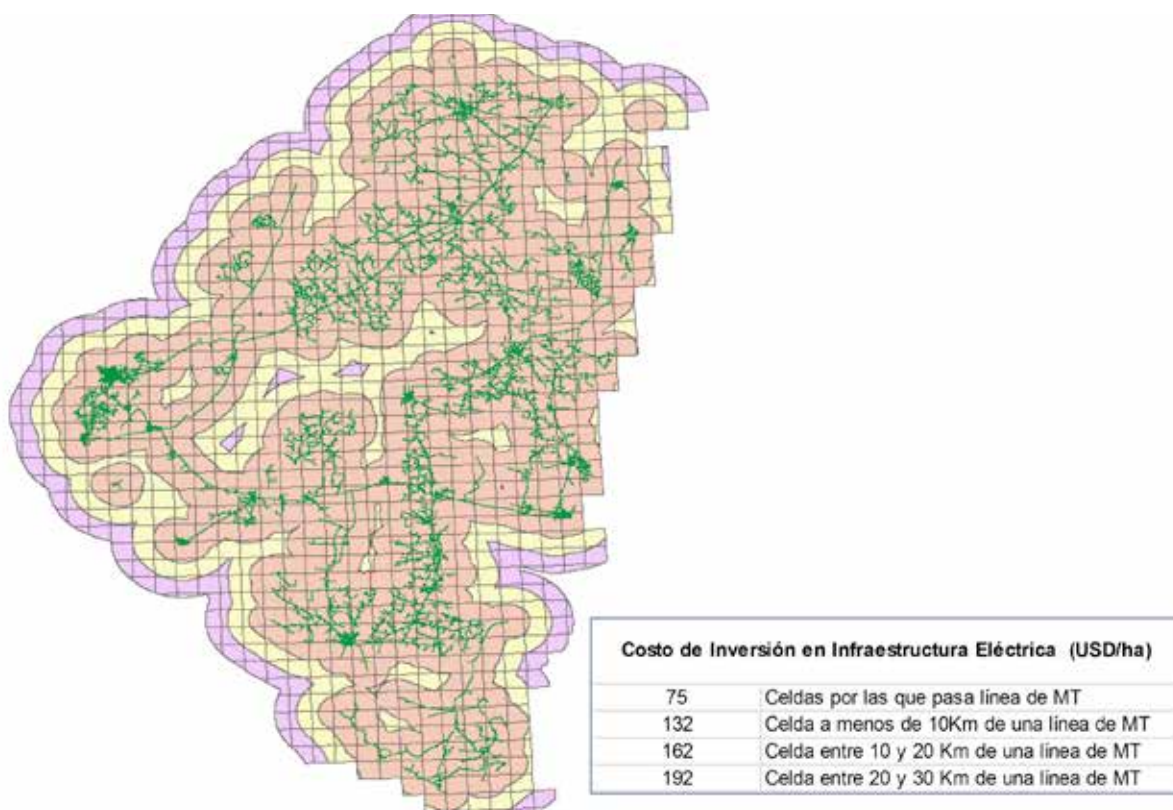 Costo de Inversión en Infraestructura Eléctrica (USD/ha)
75 Celdas por las que pasa línea de MT
132 Celda a menos de 10Km de una línea de MT
162 Celda entre 10 y 20 Km de una línea de MT
192 Celda entre 20 y 30 Km de una línea de MT